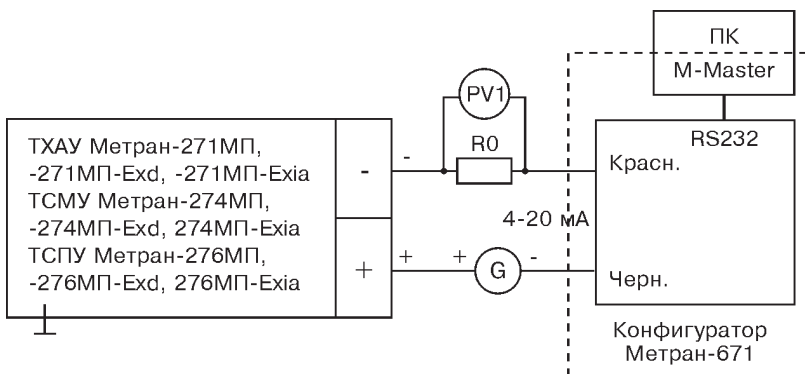 ПК
M-Master
RS232
Красн.
Черн.
Конфигуратор
Метран-671
PV1
R0
4-20 мА
G
ТХАУ Метран-271МП,
-271МП-Exd, -271МП-Exia
ТСМУ Метран-274МП,
-274МП-Exd, 274МП-Exia
ТСПУ Метран-276МП,
-276МП-Exd, 276МП-Exia
-
+
-
+
+
-